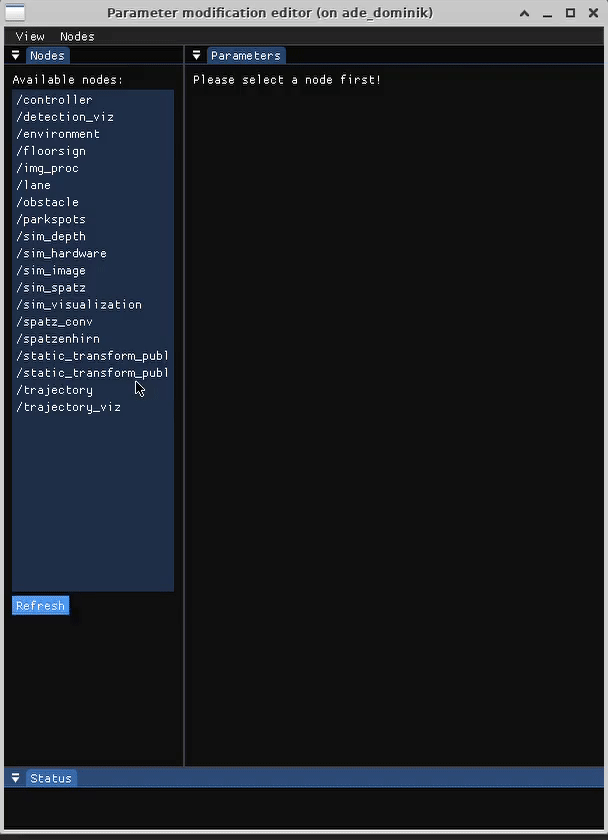 Parameter modification editor (on ade_dominik)
View Nodes
Nodes
Parameters
Available nodes:
Please select a node first!
/controller
/detection_viz
/environment
/floorsign
/img_proc
/lane
/obstacle
/parkspots
/sim_depth
/sim_hardware
/sim_image
/sim_spatz
/sim_visualization
/spatz_conv
/spatzenhirn
/static_transform_publ
/static_transform_publ
/trajectory
/trajectory_viz
Refresh
Status